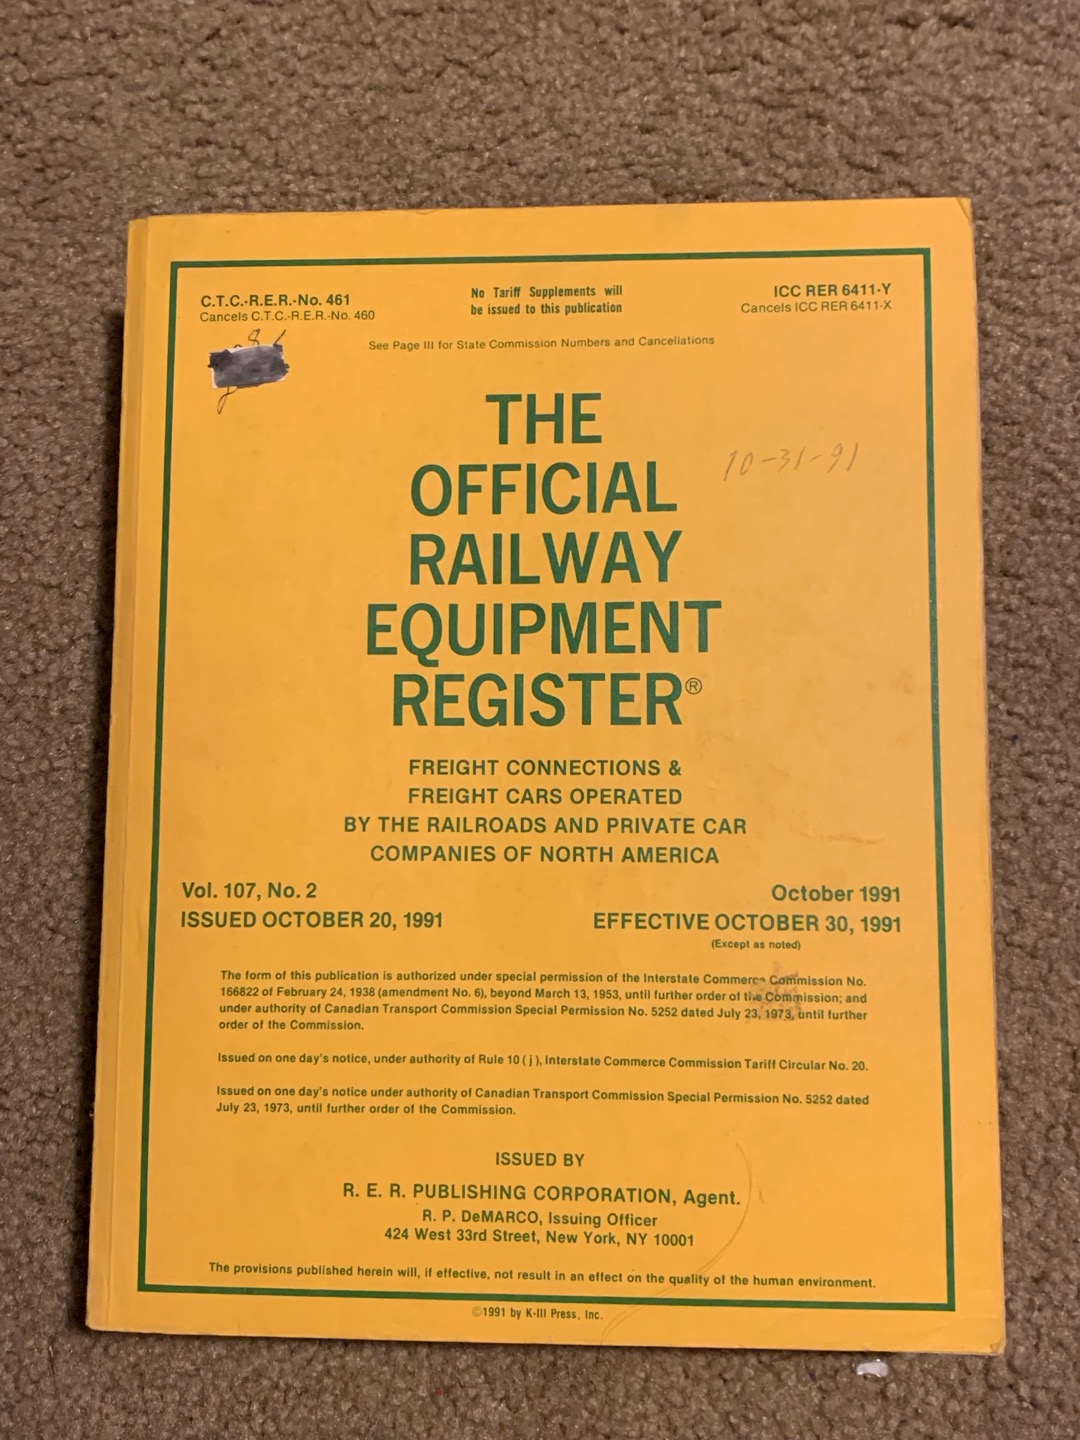 C.T.C.-R.E.R.-No. 461
Cancels C.T.C.-R.E.R.-No. 460
No Tariff Supplements will
be issued to this publication
ICC RER 6411-Y
Cancels ICC RER 6411-X
See Page III for State Commission Numbers and Cancellations
THE
OFFICIAL
RAILWAY
EQUIPMENT
REGISTER®
10-31-91
FREIGHT CONNECTIONS &
FREIGHT CARS OPERATED
BY THE RAILROADS AND PRIVATE CAR
COMPANIES OF NORTH AMERICA
Vol. 107, No. 2
October 1991
ISSUED OCTOBER 20, 1991
EFFECTIVE OCTOBER 30, 1991
(Except as noted)
The form of this publication is authorized under special permission of the Interstate Commerce Commission No.
166822 of February 24, 1938 (amendment No. 6), beyond March 13, 1953, until further order of the Commission; and
under authority of Canadian Transport Commission Special Permission No. 5252 dated July 23, 1973, until further
order of the Commission.
Issued on one day's notice, under authority of Rule 10 ( j ), Interstate Commerce Commission Tariff Circular No. 20.
Issued on one day's notice under authority of Canadian Transport Commission Special Permission No. 5252 dated
July 23, 1973, until further order of the Commission.
ISSUED BY
R. E. R. PUBLISHING CORPORATION, Agent.
R. P. DeMARCO, Issuing Officer
424 West 33rd Street, New York, NY 10001
The provisions published herein will, if effective, not result in an effect on the quality of the human environment.
©1991 by K-III Press, Inc.